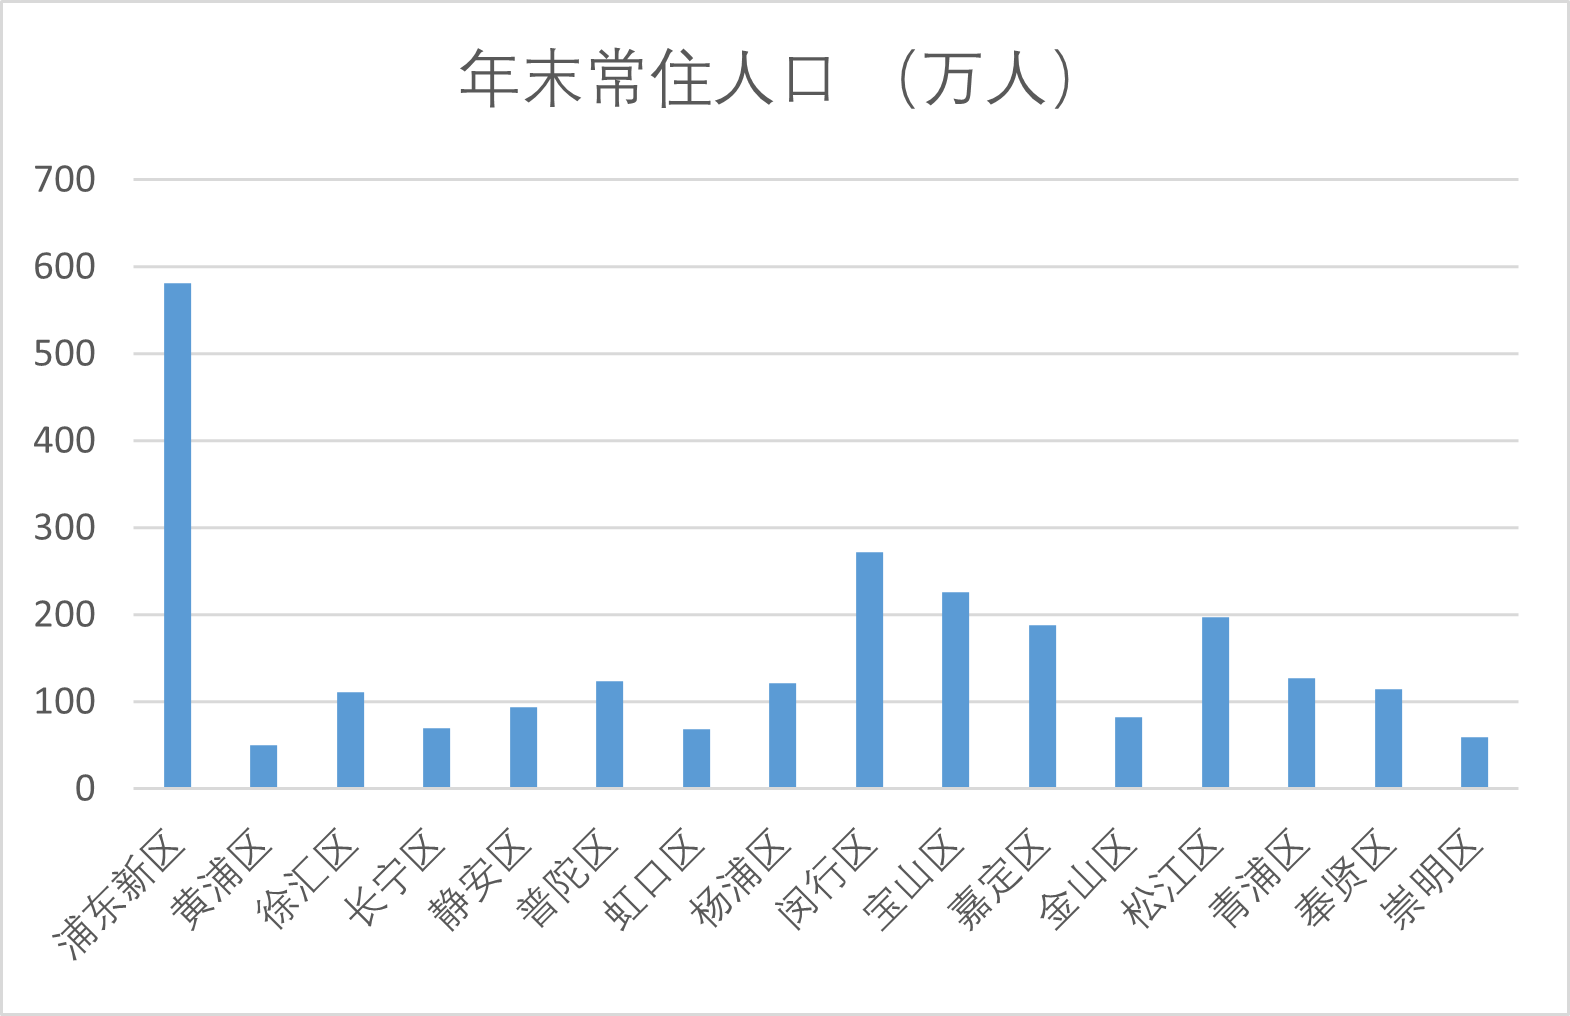 年末常住人口 （万人）
700
600
500
400
300
200
100
0
浦东新区
黄浦区
徐汇区
长宁区
静安区
普陀区
虹口区
杨浦区
闵行区
宝山区
嘉定区
金山区
松江区
青浦区
奉贤区
崇明区